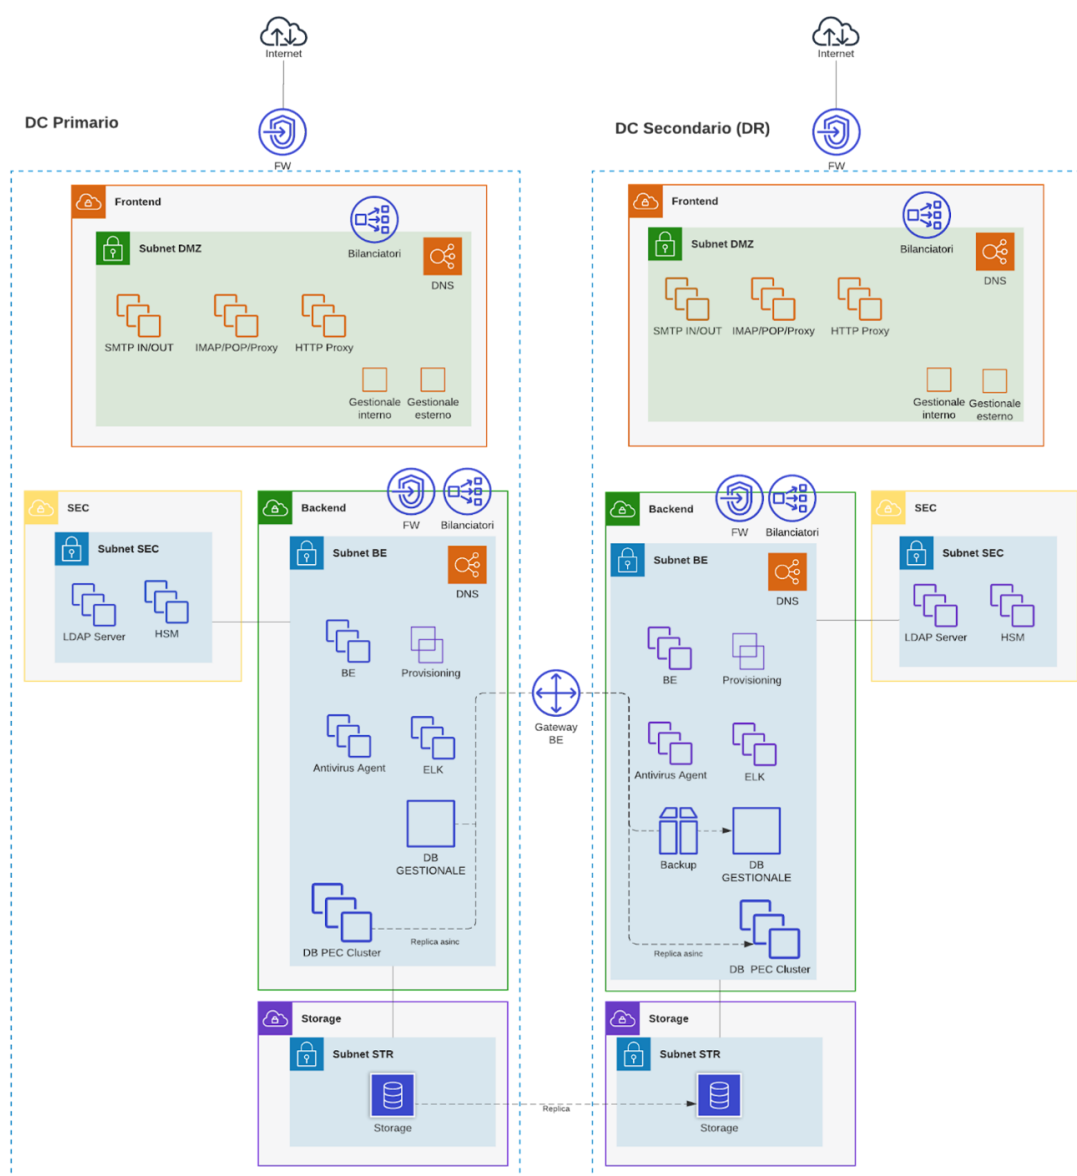 Internet
Internet
DC Primario
DC Secondario (DR)
FW
FW
Frontend
Bilanciatori
Subnet DMZ
DNS
SMTP IN/OUT
IMAP/POP/Proxy
HTTP Proxy
Gestionale
interno
Gestionale
esterno
Frontend
Bilanciatori
Subnet DMZ
DNS
SMTP IN/OUT
IMAP/POP/Proxy
HTTP Proxy
Gestionale
interno
Gestionale
esterno
SEC
Subnet SEC
LDAP Server
HSM
Backend
FW
Bilanciatori
Subnet BE
DNS
BE
Provisioning
Antivirus Agent
ELK
DB
GESTIONALE
DB PEC Cluster
Replica asinc
Gateway
BE
Backend
FW
Bilanciatori
Subnet BE
DNS
BE
Provisioning
Antivirus Agent
ELK
Backup
DB
GESTIONALE
Replica asinc
DB PEC Cluster
SEC
Subnet SEC
LDAP Server
HSM
Storage
Subnet STR
Storage
Replica
Storage
Subnet STR
Storage